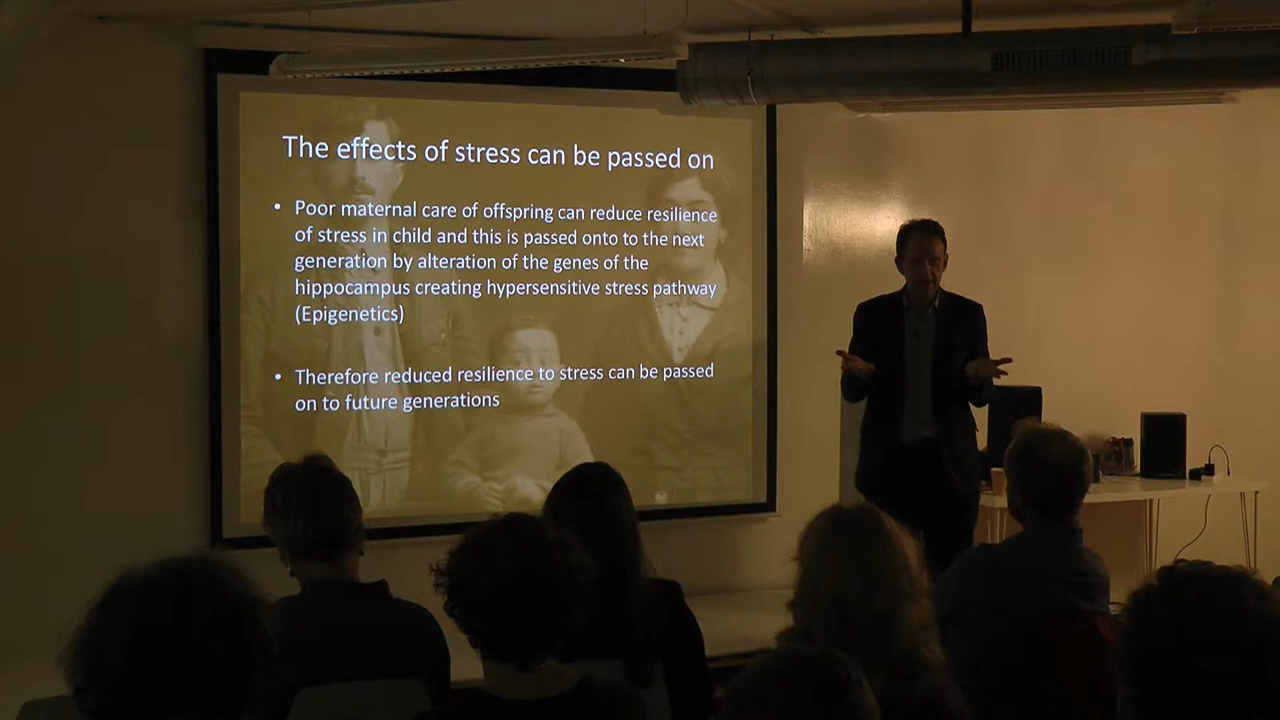 The effects of stress can be passed on
• Poor maternal care of offspring can reduce resilience
of stress in child and this is passed onto to the next
generation by alteration of the genes of the
hippocampus creating hypersensitive stress pathway
(Epigenetics)
• Therefore reduced resilience to stress can be passed
on to future generations